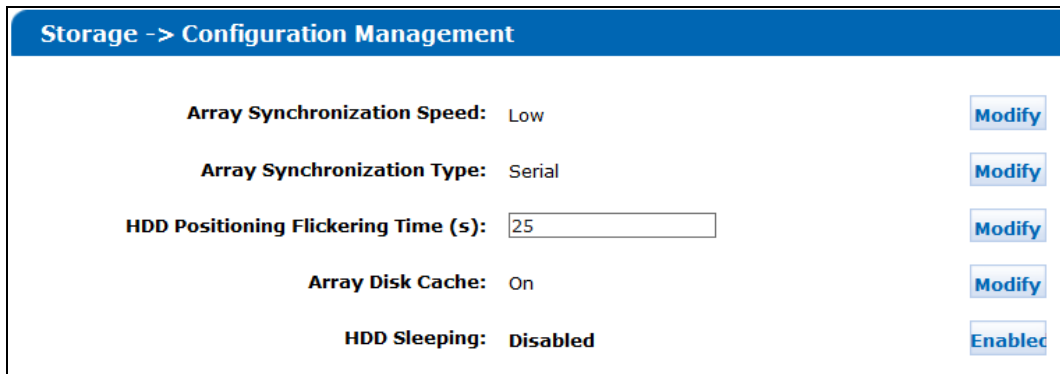 Storage -> Configuration Management
Array Synchronization Speed: Low Modify
Array Synchronization Type: Serial Modify
HDD Positioning Flickering Time (s): 25 Modify
Array Disk Cache: On Modify
HDD Sleeping: Disabled Enabled